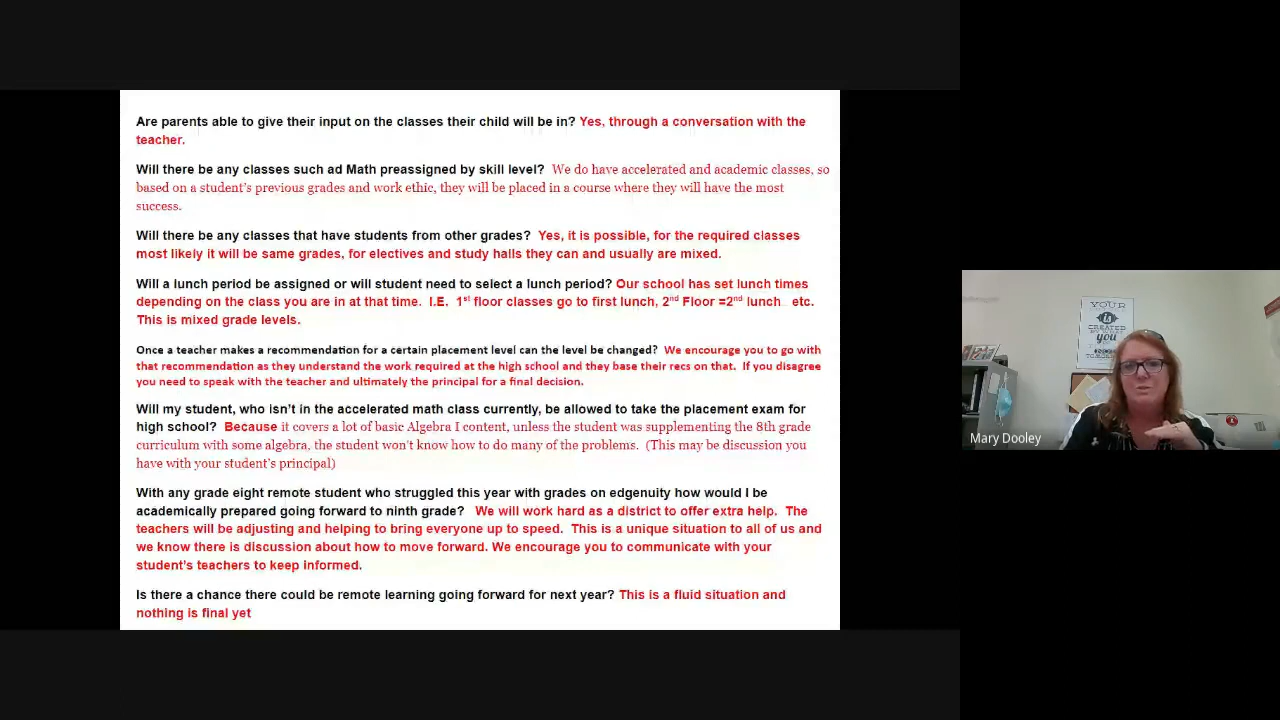 Are parents able to give their input on the classes their child will be in? Yes, through a conversation with the
teacher.
Will there be any classes such ad Math preassigned by skill level? We do have accelerated and academic classes, so
based on a student's previous grades and work ethic, they will be placed in a course where they will have the most
success.
Will there be any classes that have students from other grades? Yes, it is possible, for the required classes
most likely it will be same grades, for electives and study halls they can and usually are mixed.
Will a lunch period be assigned or will student need to select a lunch period? Our school has set lunch times
depending on the class you are in at that time. I.E. 1st floor classes go to first lunch, 2nd Floor =2nd lunch etc.
This is mixed grade levels.
Once a teacher makes a recommendation for a certain placement level can the level be changed? We encourage you to go with
that recommendation as they understand the work required at the high school and they base their recs on that. If you disagree
you need to speak with the teacher and ultimately the principal for a final decision.
Will my student, who isn't in the accelerated math class currently, be allowed to take the placement exam for
high school? Because it covers a lot of basic Algebra I content, unless the student was supplementing the 8th grade
curriculum with some algebra, the student won't know how to do many of the problems. (This may be discussion you
have with your student's principal)
With any grade eight remote student who struggled this year with grades on edgenuity how would I be
academically prepared going forward to ninth grade? We will work hard as a district to offer extra help. The
teachers will be adjusting and helping to bring everyone up to speed. This is a unique situation to all of us and
we know there is discussion about how to move forward. We encourage you to communicate with your
student's teachers to keep informed.
Is there a chance there could be remote learning going forward for next year? This is a fluid situation and
nothing is final yet
YOUR
is
CREATED
you
Mary Dooley